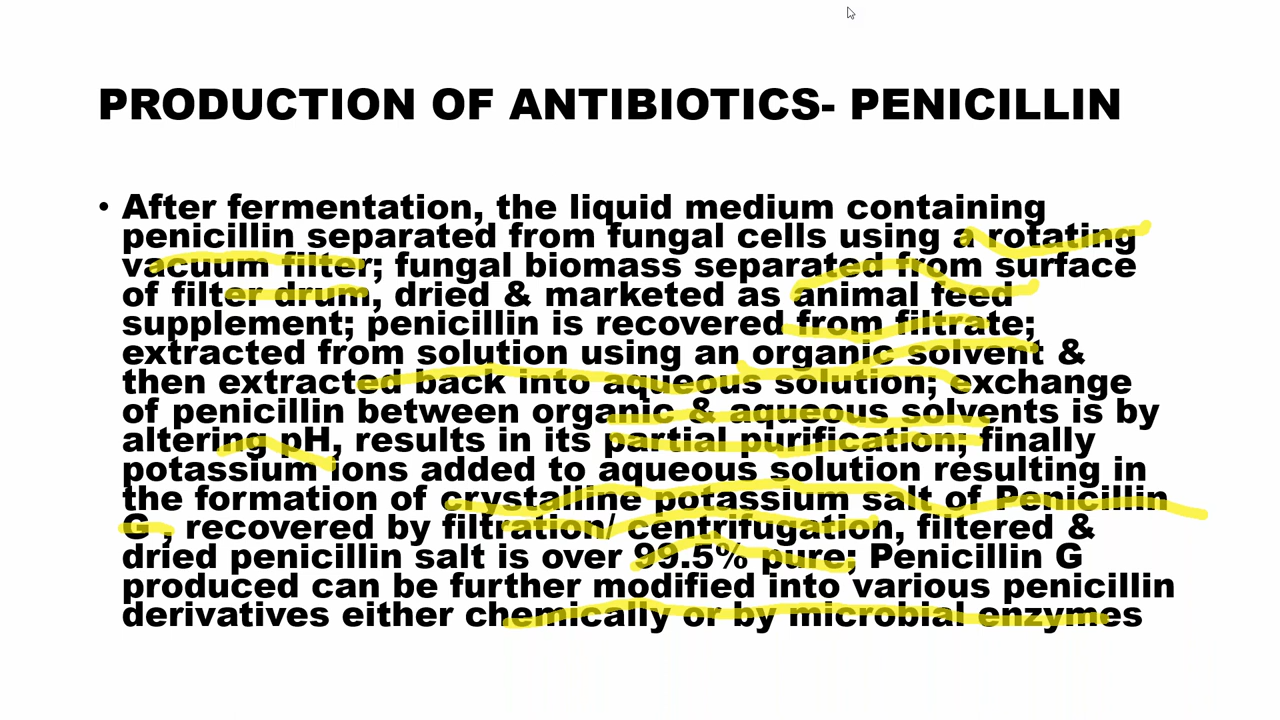 PRODUCTION OF ANTIBIOTICS- PENICILLIN
• After fermentation, the liquid medium containing
penicillin separated from fungal cells using a rotating
vacuum filter; fungal biomass separated from surface
of filter drum, dried & marketed as animal feed
supplement; penicillin is recovered from filtrate;
extracted from solution using an organic solvent &
then extracted back into aqueous solution; exchange
of penicillin between organic & aqueous solvents is by
altering pH, results in its partial purification; finally
potassium ions added to aqueous solution resulting in
the formation of crystalline potassium salt of Penicillin
G , recovered by filtration/ centrifugation, filtered &
dried penicillin salt is over 99.5% pure; Penicillin G
produced can be further modified into various penicillin
derivatives either chemically or by microbial enzymes